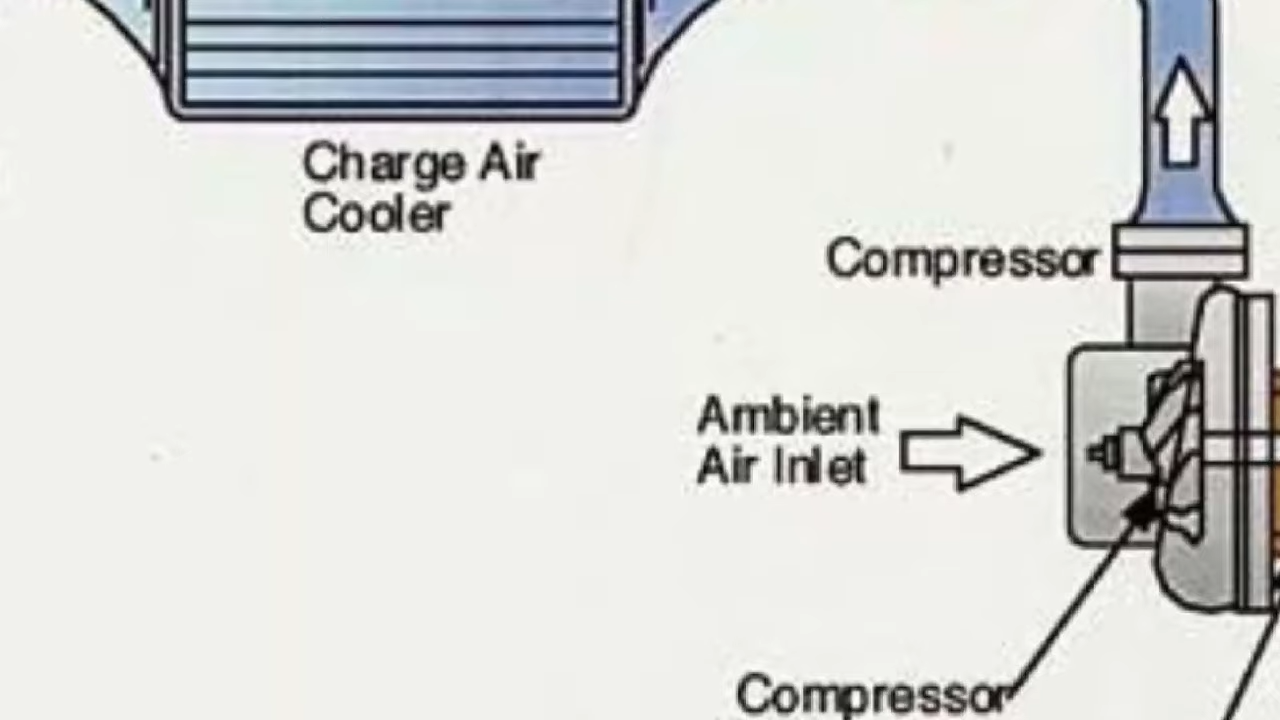 Charge Air
Cooler
Compressor
Ambient
Air Inlet
Compressor